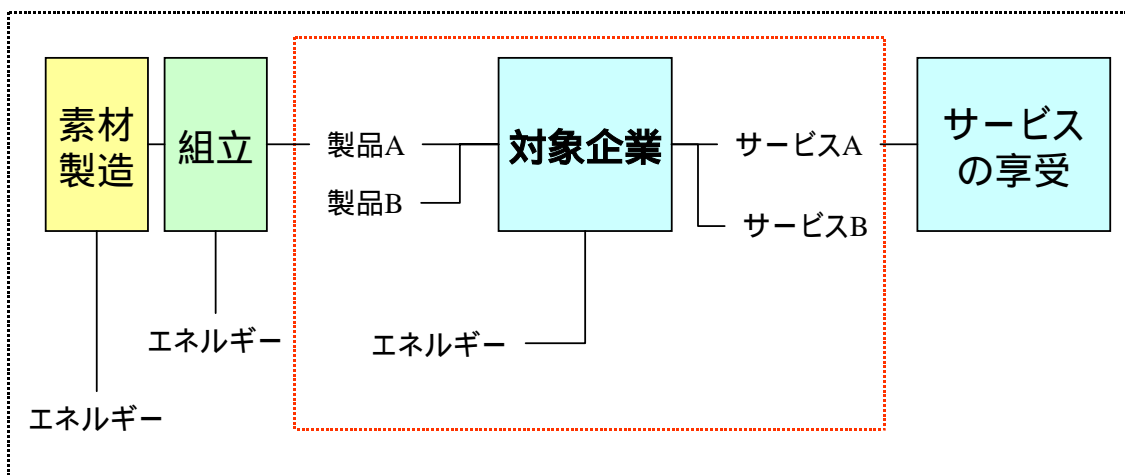 素材
製造
組立
製品A
製品B
対象企業
サービスA
サービスB
サービス
の享受
エネルギー
エネルギー
エネルギー